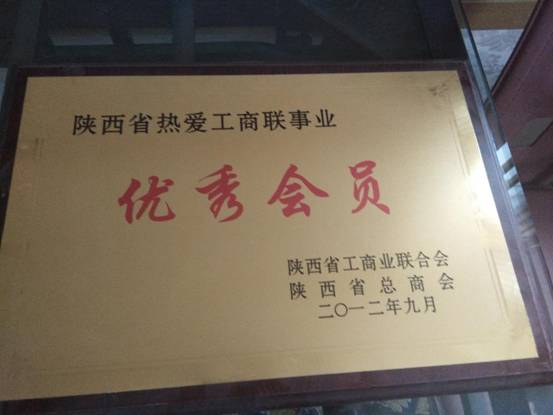 陕西省热爱工商联事业
优秀会员
陕西省工商业联合会
陕西省总商会
二〇一二年九月